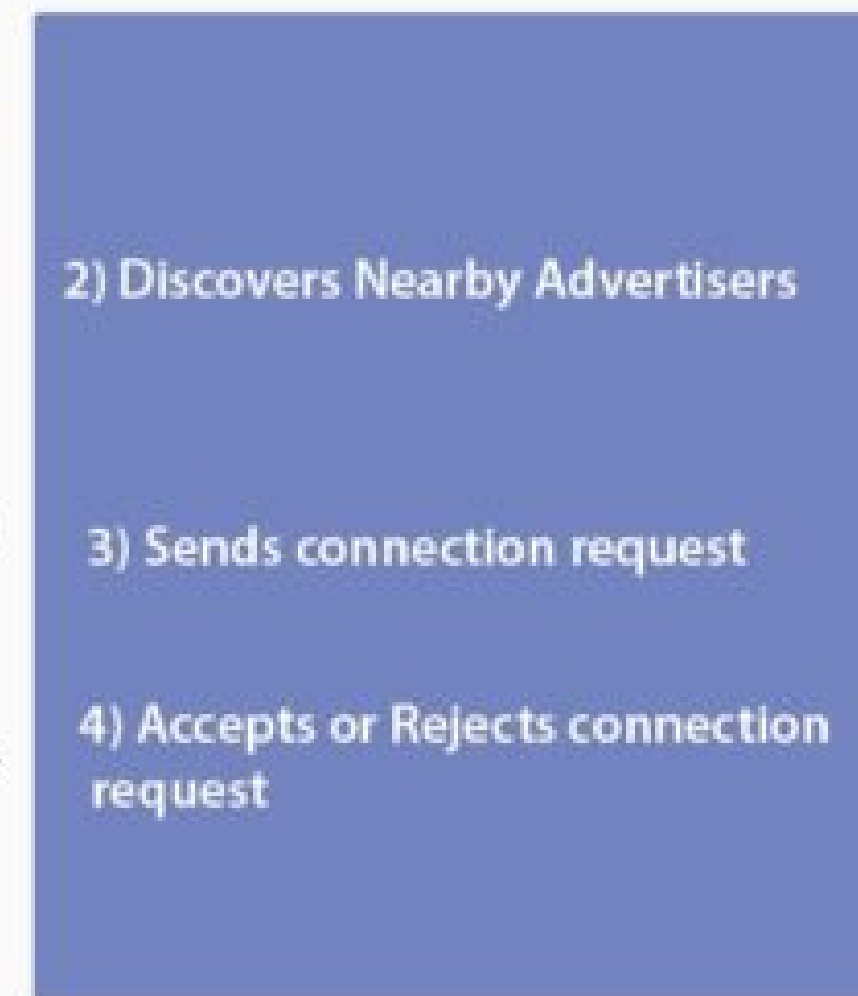 2) Discovers Nearby Advertisers
3) Sends connection request
4) Accepts or Rejects connection
request